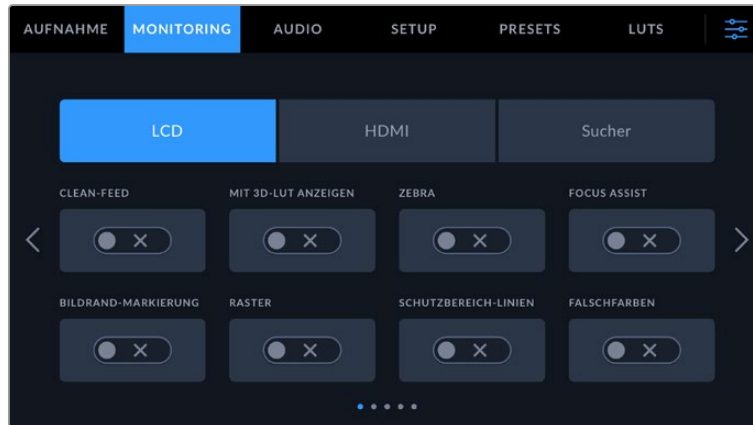 AUFNAHME MONITORING AUDIO SETUP PRESETS LUTS
LCD HDMI Sucher
CLEAN-FEED MIT 3D-LUT ANZEIGEN ZEBRA FOCUS ASSIST
BILDRAND-MARKIERUNG RASTER SCHUTZBEREICH-LINIEN FALSCHFARBEN